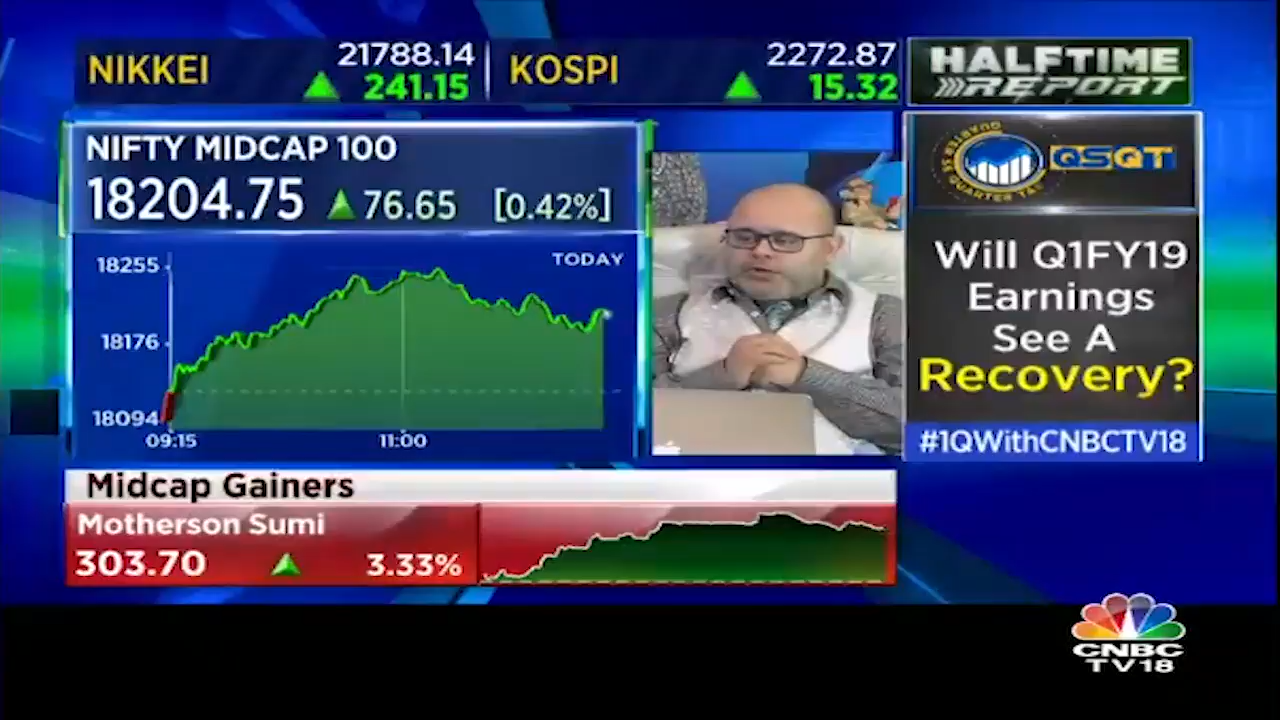 NIKKEI
21788.14
241.15
KOSPI
2272.87
15.32
HALFTIME
REPORT
NIFTY MIDCAP 100
18204.75 76.65 [0.42%]
TODAY
18255
18176
18094
09:15 11:00
QSQT
Will Q1FY19
Earnings
See A
Recovery?
#1QWithCNBCTV18
Midcap Gainers
Motherson Sumi
303.70 3.33%
CNBC
TV18